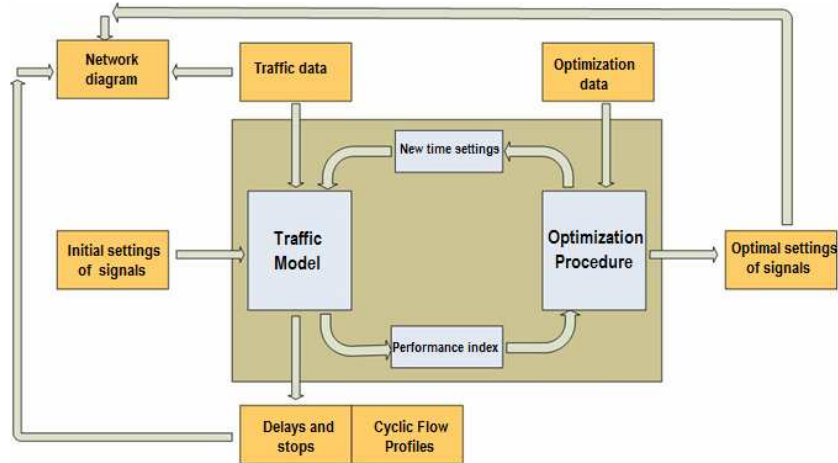 Network
diagram
Traffic data
Optimization
data
New time settings
Traffic
Model
Optimization
Procedure
Initial settings
of signals
Optimal settings
of signals
Performance index
Delays and
stops
Cyclic Flow
Profiles